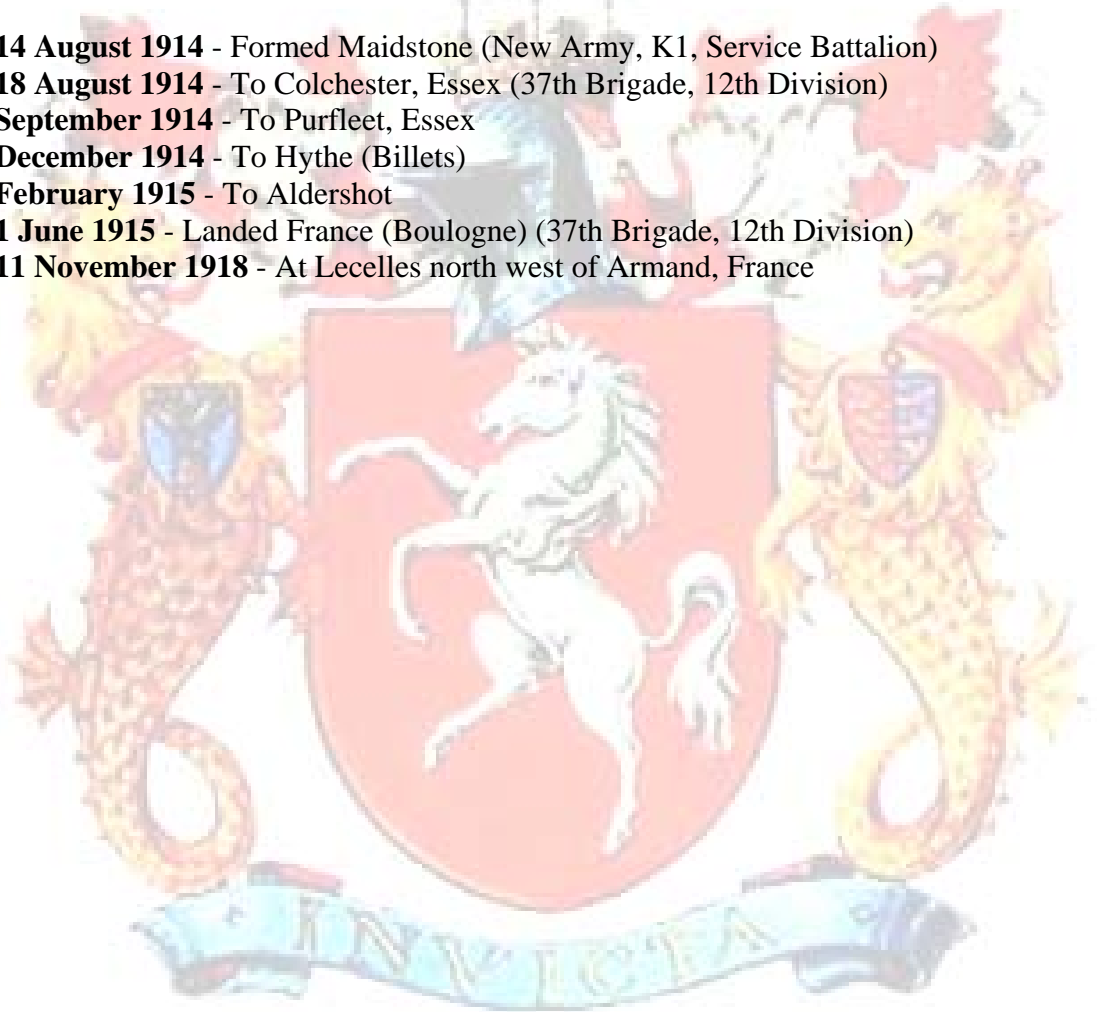 14 August 1914 - Formed Maidstone (New Army, K1, Service Battalion)
18 August 1914 - To Colchester, Essex (37th Brigade, 12th Division)
September 1914 - To Purfleet, Essex
December 1914 - To Hythe (Billets)
February 1915 - To Aldershot
1 June 1915 - Landed France (Boulogne) (37th Brigade, 12th Division)
11 November 1918 - At Lecelles north west of Armand, France
INVICTA